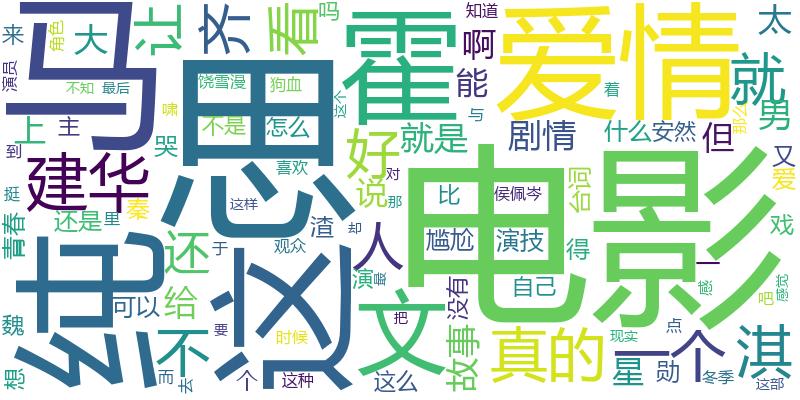 来
演员
角色
大
让
齐
看
吗
霍
知道
啊
爱情
太
马
思
能
就
不知
最后
饶雪漫
狗血
这个
与
着
啸
不是
怎么
上
主
哭
好
就是
剧情
什么
安然
但
那么
男
到
建华
喜欢
说
对
那
比
侯佩岑
台词
电影
又
爱
挺
秦
这样
青春
还是
里
渣
人
尴尬
演技
得
戏
纯
还
于
观众
却
这
演
最
没有
自己
一
感
感觉
可以
给
文
把
吧
魏
不
要
时候
故事
真的
现实
点
一个
淇
想
而
去
个
这种
这么
星
勋
冬季
这部